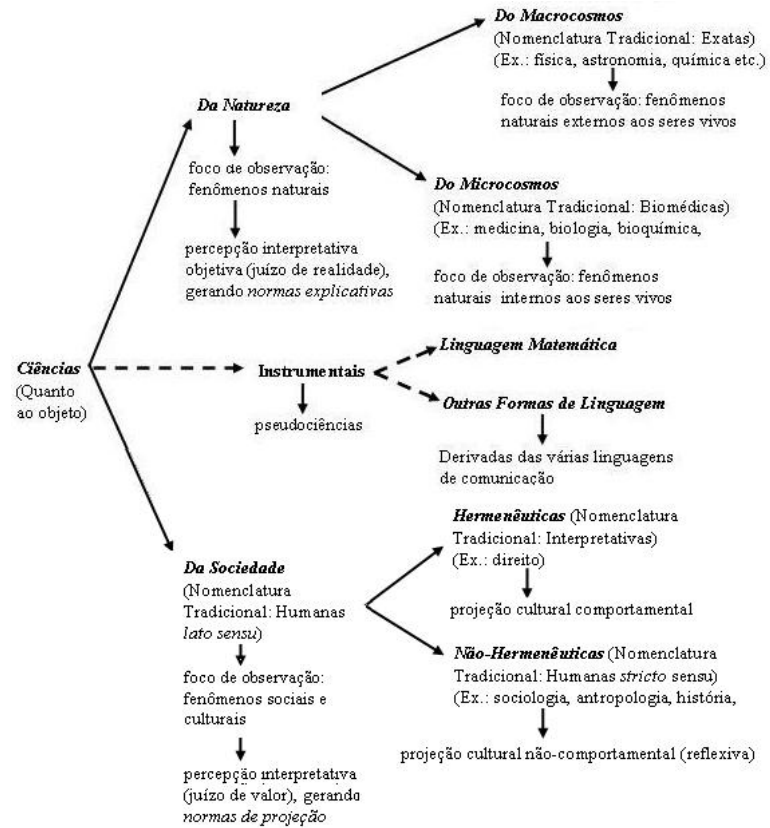 Do Macrocosmos
(Nomenclatura Tradicional: Exatas)
(Ex.: física, astronomia, química etc.)
foco de observação: fenômenos
naturais externos aos seres vivos
Da Natureza
foco de observação:
fenômenos naturais
percepção interpretativa
objetiva (juízo de realidade),
gerando normas explicativas
Do Microcosmos
(Nomenclatura Tradicional: Biomédicas)
(Ex.: medicina, biologia, bioquímica,
foco de observação: fenômenos
naturais internos aos seres vivos
Ciências
(Quanto
ao objeto)
Instrumentais
pseudociências
Linguagem Matemática
Outras Formas de Linguagem
Derivadas das várias linguagens
de comunicação
Da Sociedade
(Nomenclatura
Tradicional: Humanas
lato sensu)
foco de observação:
fenômenos sociais e
culturais
percepção interpretativa
(juízo de valor), gerando
normas de projeção
Hermenêuticas (Nomenclatura
Tradicional: Interpretativas)
(Ex.: direito)
projeção cultural comportamental
Não-Hermenêuticas (Nomenclatura
Tradicional: Humanas stricto sensu)
(Ex.: sociologia, antropologia, história,
projeção cultural não-comportamental (reflexiva)